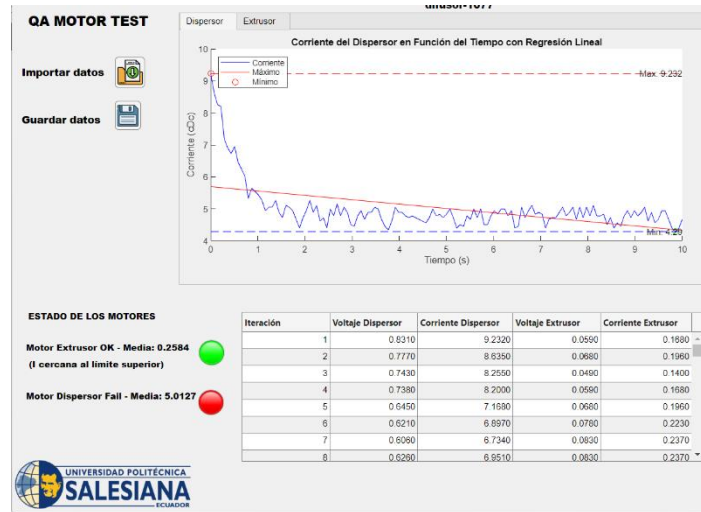 difusor-1077
QA MOTOR TEST
Importar datos
Guardar datos
Dispersor Extrusor
Corriente del Dispersor en Función del Tiempo con Regresión Lineal
Corriente
Máximo
Mínimo
Max. 9.232
Min. 4.29
Corriente (cDc)
10
9
8
7
6
5
4
0 1 2 3 4 5 6 7 8 9 10
Tiempo (s)
ESTADO DE LOS MOTORES
Motor Extrusor OK - Media: 0.2584
(I cercana al límite superior)
Motor Dispersor Fail - Media: 5.0127
Iteración Voltaje Dispersor Corriente Dispersor Voltaje Extrusor Corriente Extrusor
1 0.8310 9.2320 0.0590 0.1680
2 0.7770 8.6350 0.0680 0.1960
3 0.7430 8.2550 0.0490 0.1400
4 0.7380 8.2000 0.0590 0.1680
5 0.6450 7.1680 0.0680 0.1960
6 0.6210 6.8970 0.0780 0.2230
7 0.6060 6.7340 0.0830 0.2370
8 0.6260 6.9510 0.0830 0.2370
UNIVERSIDAD POLITÉCNICA
SALESIANA
ECUADOR